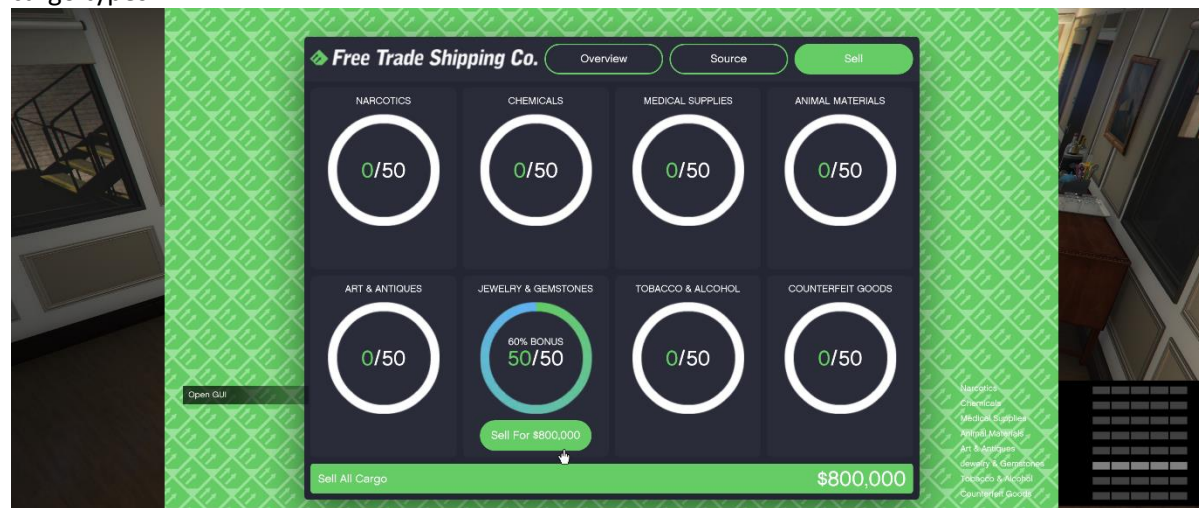 cargo types
Free Trade Shipping Co.
Overview
Source
Sell
NARCOTICS
CHEMICALS
MEDICAL SUPPLIES
ANIMAL MATERIALS
0/50
0/50
0/50
0/50
ART & ANTIQUES
JEWELRY & GEMSTONES
TOBACCO & ALCOHOL
COUNTERFEIT GOODS
0/50
60% BONUS
50/50
0/50
0/50
Sell For $800,000
Sell All Cargo
$800,000
Open GUI
Narcotics
Chemicals
Medical Supplies
Animal Materials
Art & Antiques
Jewelry & Gemstones
Tobacco & Alcohol
Counterfeit Goods